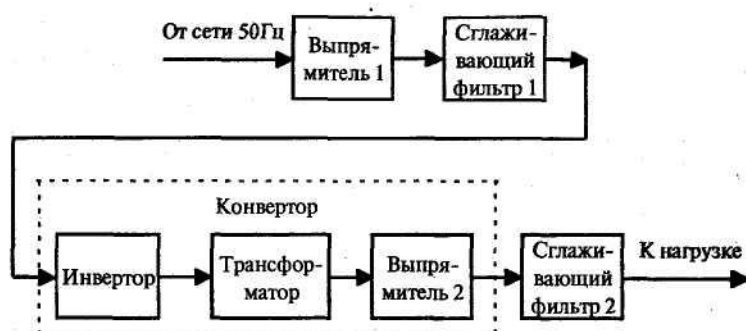 От сети 50Гц
Выпря-
митель 1
Сглажи-
вающий
фильтр 1
Конвертор
Инвертор
Трансфор-
матор
Выпря-
митель 2
Сглажи-
вающий
фильтр 2
К нагрузке